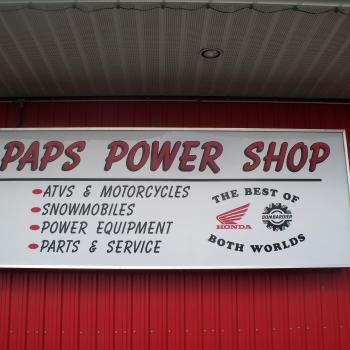 PAPS POWER SHOP
ATVS & MOTORCYCLES
SNOWMOBILES
POWER EQUIPMENT
PARTS & SERVICE
THE BEST OF
HONDA
BOMBARDIER
BOTH WORLDS